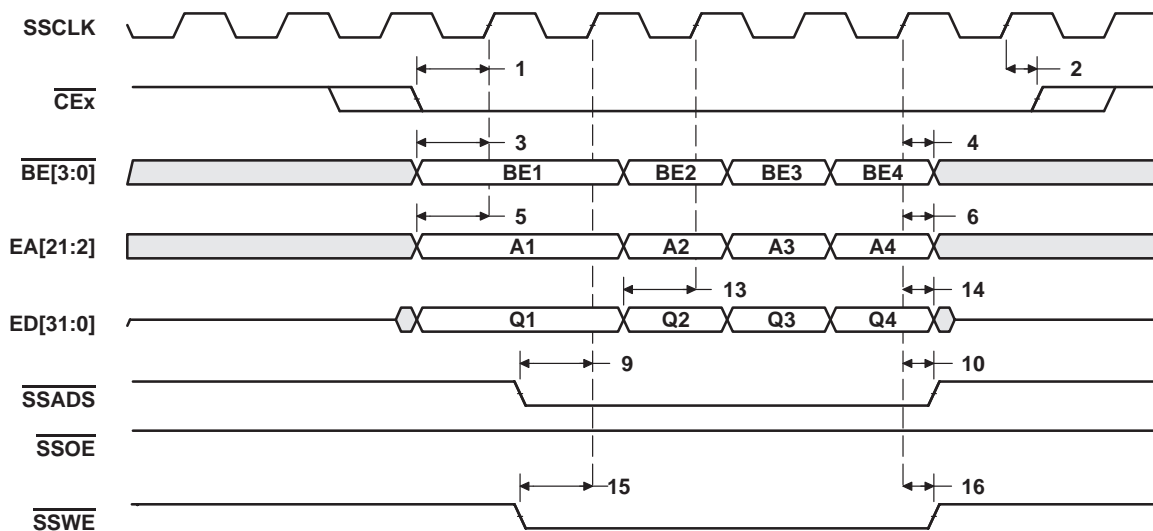 SSCLK
1 2
CEx
3 4
BE[3:0] BE1 BE2 BE3 BE4
5 6
EA[21:2] A1 A2 A3 A4
13 14
ED[31:0] Q1 Q2 Q3 Q4
9 10
SSADS
SSOE
15 16
SSWE